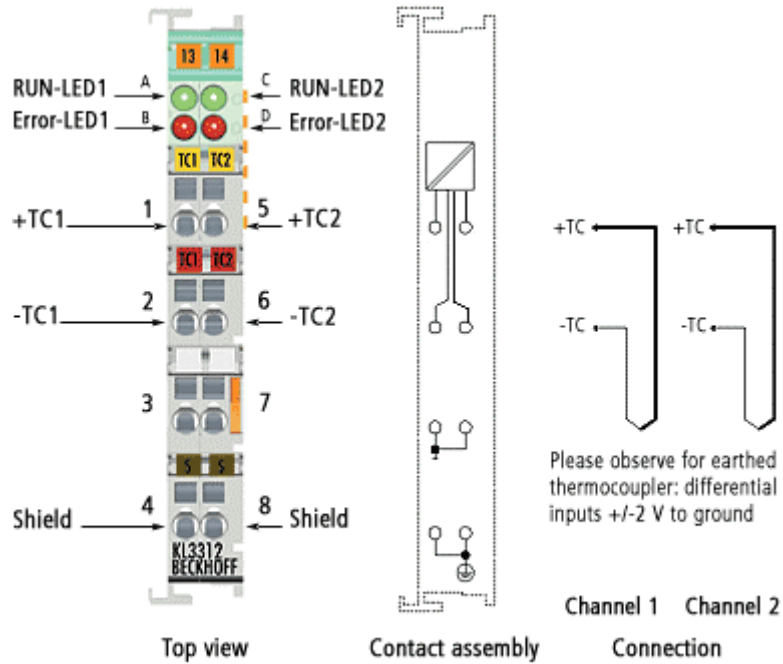 13 14
RUN-LED1 A C RUN-LED2
Error-LED1 B D Error-LED2
TC1 TC2
+TC1 1 5 +TC2
TC1 TC2
-TC1 2 6 -TC2
3 7
S S
Shield 4 8 Shield
KL3312
BECKHOFF
Top view
Contact assembly
+TC +TC
-TC -TC
Please observe for earthed
thermocoupler: differential
inputs +/-2 V to ground
Channel 1 Channel 2
Connection